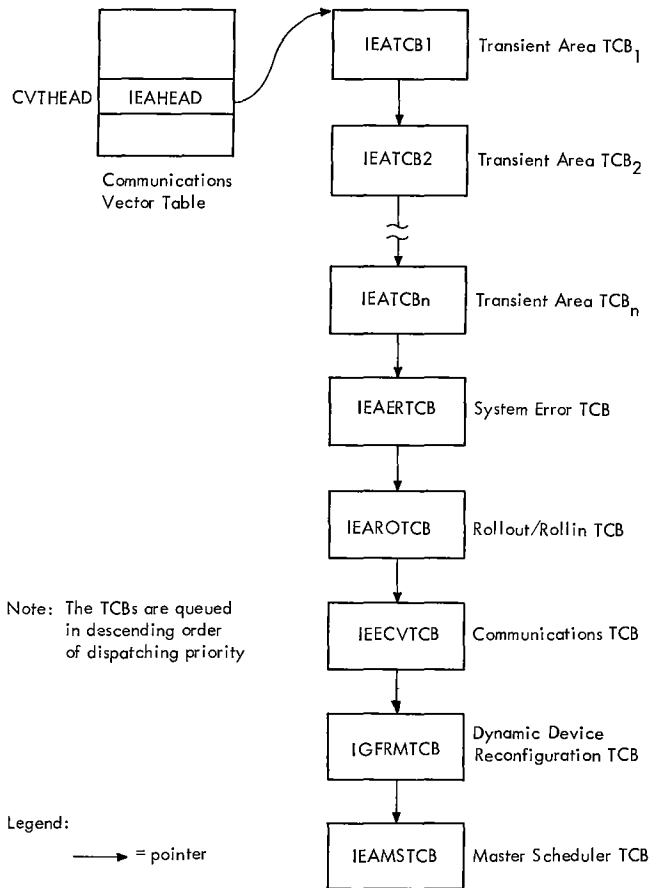 IEATCB1 Transient Area TCB1
CVTHEAD IEAHEAD
IEATCB2 Transient Area TCB2
Communications
Vector Table
IEATCBn Transient Area TCBn
IEAERTCB System Error TCB
IEAROTCB Rollout/Rollin TCB
Note: The TCBs are queued
in descending order
of dispatching priority
IEECVTCB Communications TCB
IGFRMTCB Dynamic Device
Reconfiguration TCB
Legend:
= pointer
IEAMSTCB Master Scheduler TCB